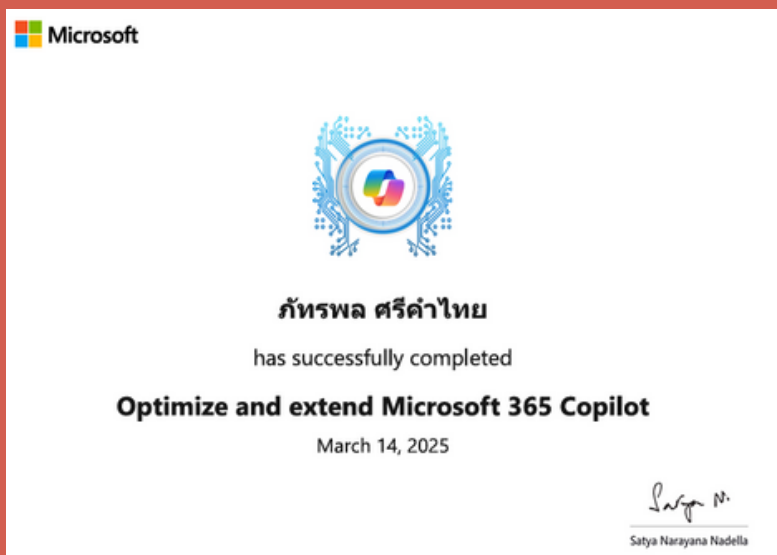 Microsoft
ภัทรพล ศรีคำไทย
has successfully completed
Optimize and extend Microsoft 365 Copilot
March 14, 2025
Satya N.
Satya Narayana Nadella